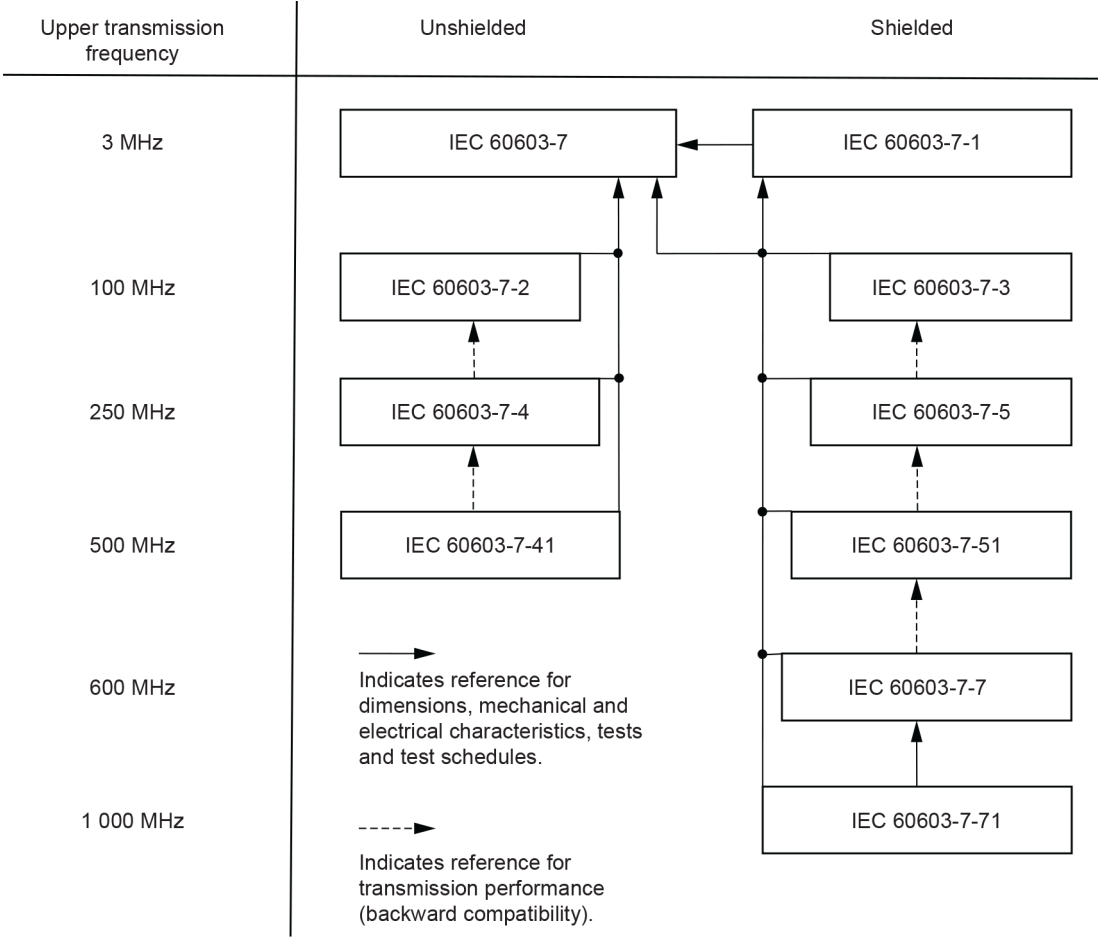 Upper transmission
frequency
Unshielded
Shielded
3 MHz
IEC 60603-7
IEC 60603-7-1
100 MHz
IEC 60603-7-2
IEC 60603-7-3
250 MHz
IEC 60603-7-4
IEC 60603-7-5
500 MHz
IEC 60603-7-41
IEC 60603-7-51
600 MHz
IEC 60603-7-7
Indicates reference for
dimensions, mechanical and
electrical characteristics, tests
and test schedules.
1 000 MHz
IEC 60603-7-71
Indicates reference for
transmission performance
(backward compatibility).